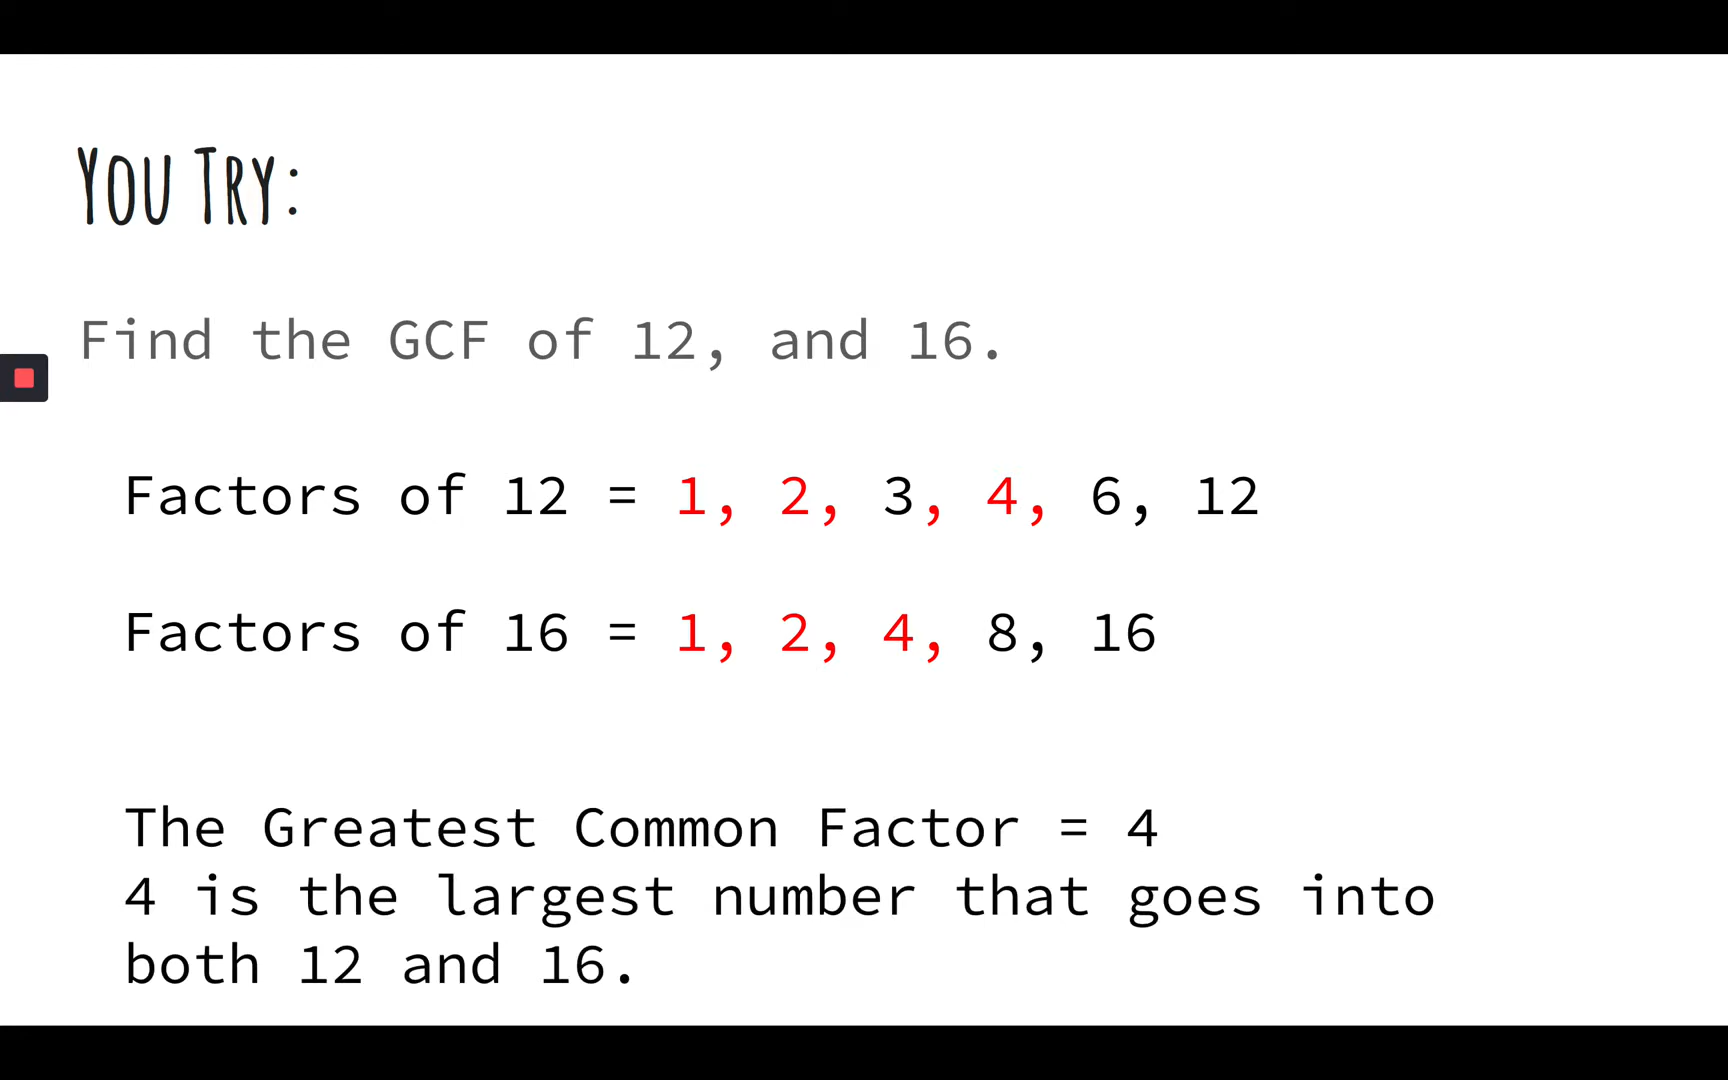 You Try:
Find the GCF of 12, and 16.
Factors of 12 = 1, 2, 3, 4, 6, 12
Factors of 16 = 1, 2, 4, 8, 16
The Greatest Common Factor = 4
4 is the largest number that goes into
both 12 and 16.